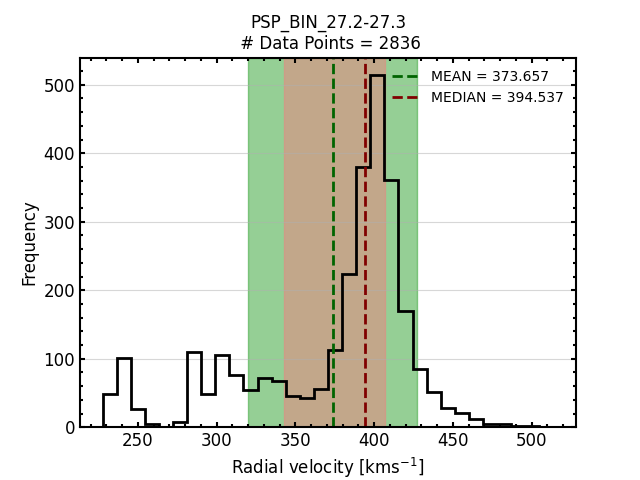 PSP_BIN_27.2-27.3
# Data Points = 2836
MEAN = 373.657
MEDIAN = 394.537
500
400
300
200
100
0
Frequency
250 300 350 400 450 500
Radial velocity [kms⁻¹]